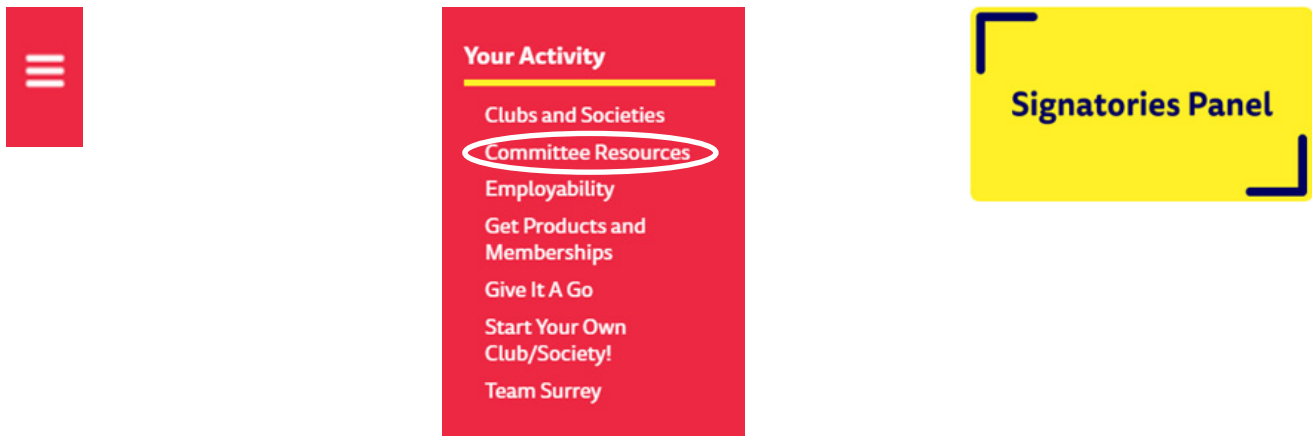 Your Activity
Clubs and Societies
Committee Resources
Employability
Get Products and
Memberships
Give It A Go
Start Your Own
Club/Society!
Team Surrey
Signatories Panel